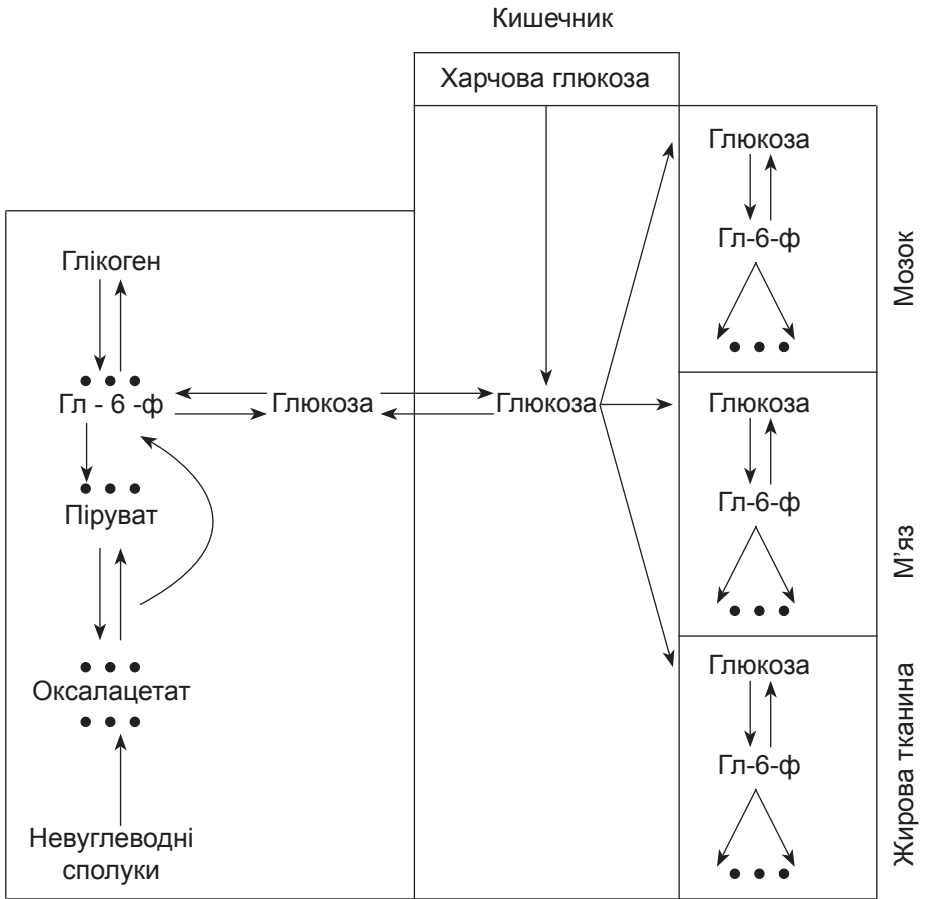 Кишечник
Харчова глюкоза
Глікоген
Гл - 6 -ф
Глюкоза
Піруват
Оксалацетат
Невуглеводні
сполуки
Глюкоза
Глюкоза
Гл-6-ф
Мозок
Глюкоза
Гл-6-ф
М'яз
Глюкоза
Гл-6-ф
Жирова тканина